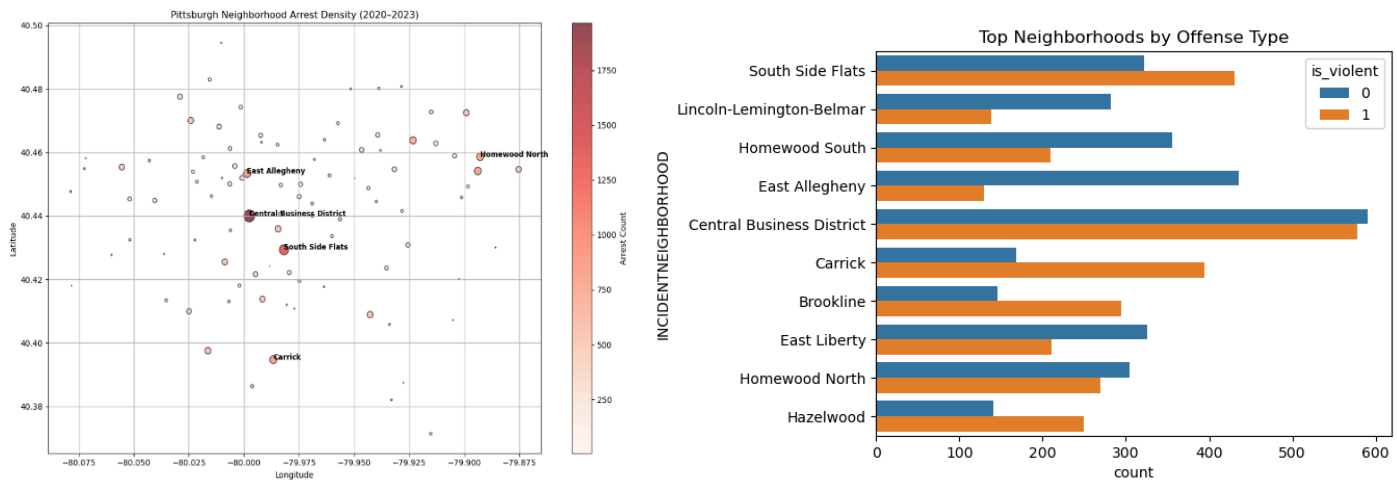 Pittsburgh Neighborhood Arrest Density (2020–2023)
40.50
40.48
40.46
40.44
40.42
40.40
40.38
Latitude
Homewood North
East Allegheny
Central Business District
South Side Flats
Carrick
−80.075 −80.050 −80.025 −80.000 −79.975 −79.950 −79.925 −79.900 −79.875
Longitude
1750
1500
1250
1000
750
500
250
Arrest Count
Top Neighborhoods by Offense Type
is_violent
0
1
INCIDENTNEIGHBORHOOD
South Side Flats
Lincoln-Lemington-Belmar
Homewood South
East Allegheny
Central Business District
Carrick
Brookline
East Liberty
Homewood North
Hazelwood
0 100 200 300 400 500 600
count